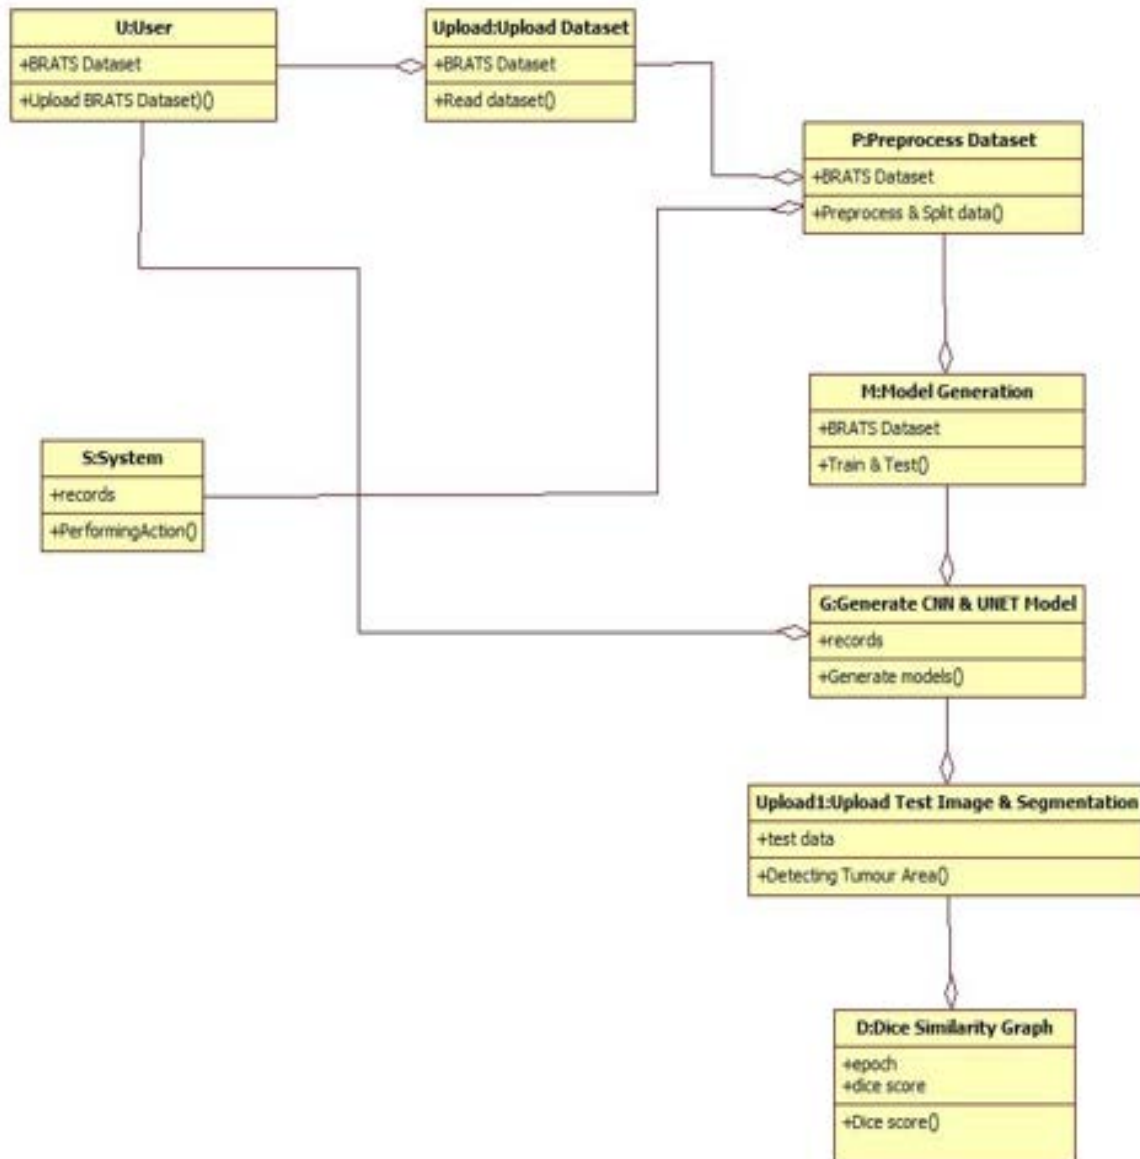 U:User
+BRATS Dataset
+Upload BRATS Dataset)()
Upload:Upload Dataset
+BRATS Dataset
+Read dataset()
P:Preprocess Dataset
+BRATS Dataset
+Preprocess & Split data()
M:Model Generation
+BRATS Dataset
+Train & Test()
S:System
+records
+PerformingAction()
G:Generate CNN & UNET Model
+records
+Generate models()
Upload1:Upload Test Image & Segmentation
+test data
+Detecting Tumour Area()
D:Dice Similarity Graph
+epoch
+dice score
+Dice score()